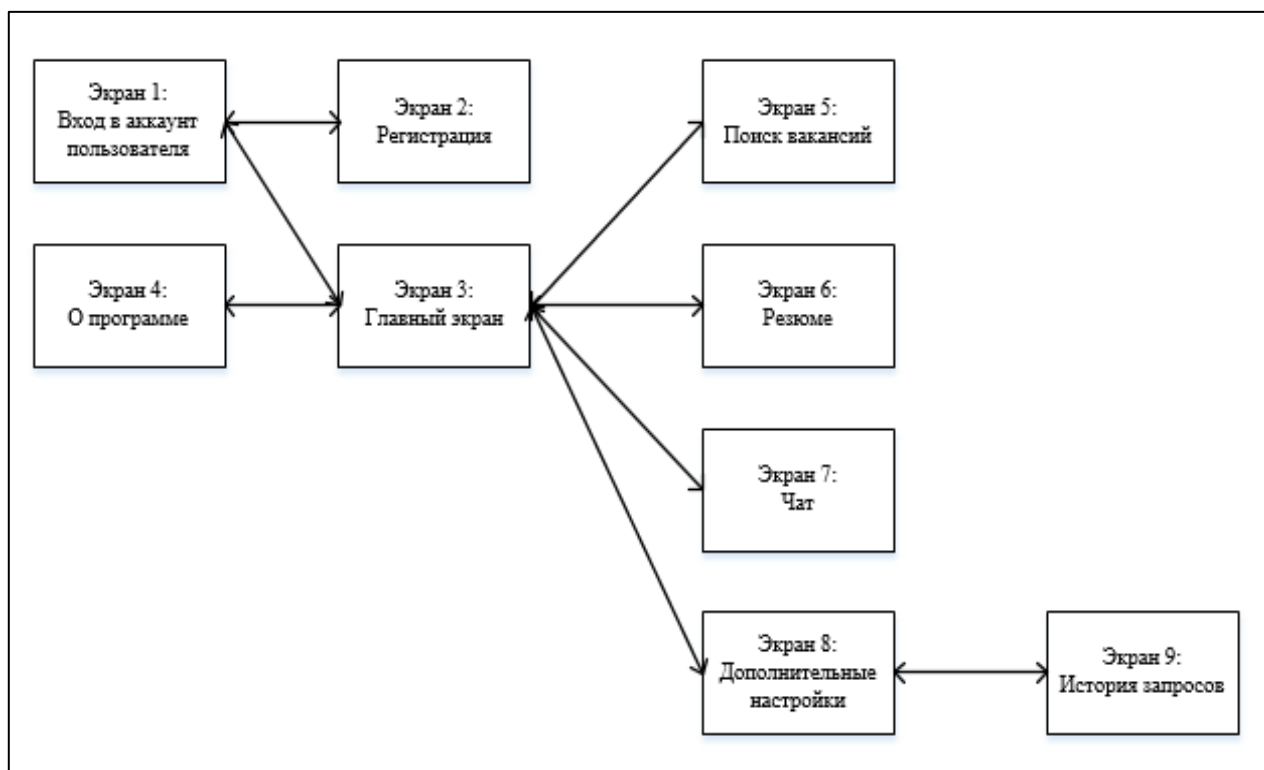 Экран 1:
Вход в аккаунт
пользователя
Экран 2:
Регистрация
Экран 5:
Поиск вакансий
Экран 4:
О программе
Экран 3:
Главный экран
Экран 6:
Резюме
Экран 7:
Чат
Экран 8:
Дополнительные
настройки
Экран 9:
История запросов